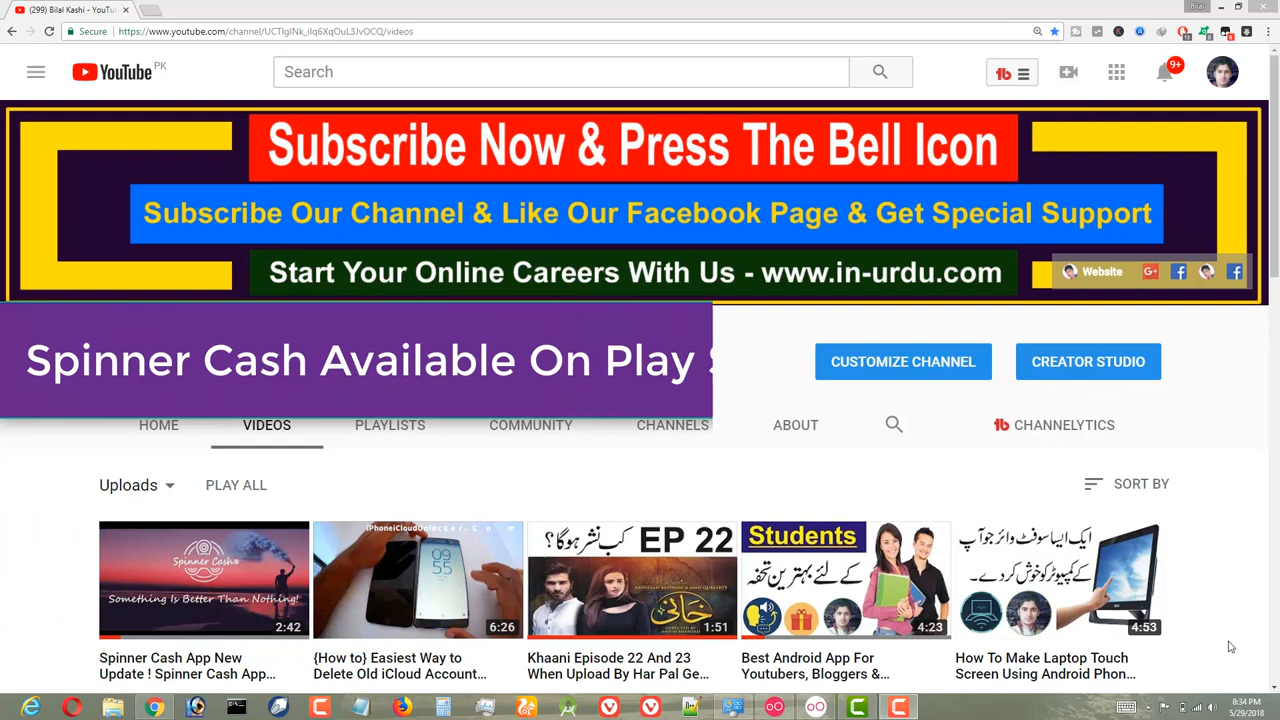 (299) Bilal Kashi - YouTu
Bilal
Secure
https://www.youtube.com/channel/UCTIgINk_iIq6XqOuL3JvOCQ/videos
YouTube PK
Search
9+
Subscribe Now & Press The Bell Icon
Subscribe Our Channel & Like Our Facebook Page & Get Special Support
Start Your Online Careers With Us - www.in-urdu.com
Website
Spinner Cash Available On Play
CUSTOMIZE CHANNEL
CREATOR STUDIO
HOME
VIDEOS
PLAYLISTS
COMMUNITY
CHANNELS
ABOUT
CHANNELYTICS
Uploads
PLAY ALL
SORT BY
Spinner Cash
Something Is Better Than Nothing!
2:42
09
55
6:26
کب نشر ہوگا؟ EP 22
خانی
1:51
Students
کے لئے بہترین تحفہ
4:23
ایک ایسا سوفٹ وائر جو آپ
کے کمپیوٹر کو خوش کر دے۔
4:53
Spinner Cash App New
Update ! Spinner Cash App...
{How to} Easiest Way to
Delete Old iCloud Account...
Khaani Episode 22 And 23
When Upload By Har Pal Ge...
Best Android App For
Youtubers, Bloggers &...
How To Make Laptop Touch
Screen Using Android Phon...
8:34 PM
5/29/2018